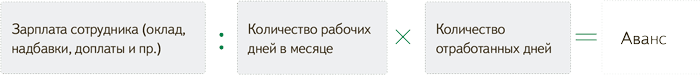 Зарплата сотрудника (оклад,
надбавки, доплаты и пр.)
:
Количество рабочих
дней в месяце
×
Количество
отработанных дней
=
Аванс